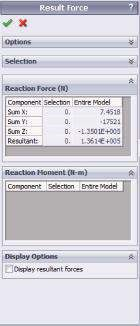 Result Force ?
Options
Selection
Reaction Force (N)
Component Selection Entire Model
Sum X: 0. 7.4518
Sum Y: 0. -17521
Sum Z: 0. -1.3501E+005
Resultant: 0. 1.3614E+005
Reaction Moment (N-m)
Component Selection Entire Model
Display Options
Display resultant forces